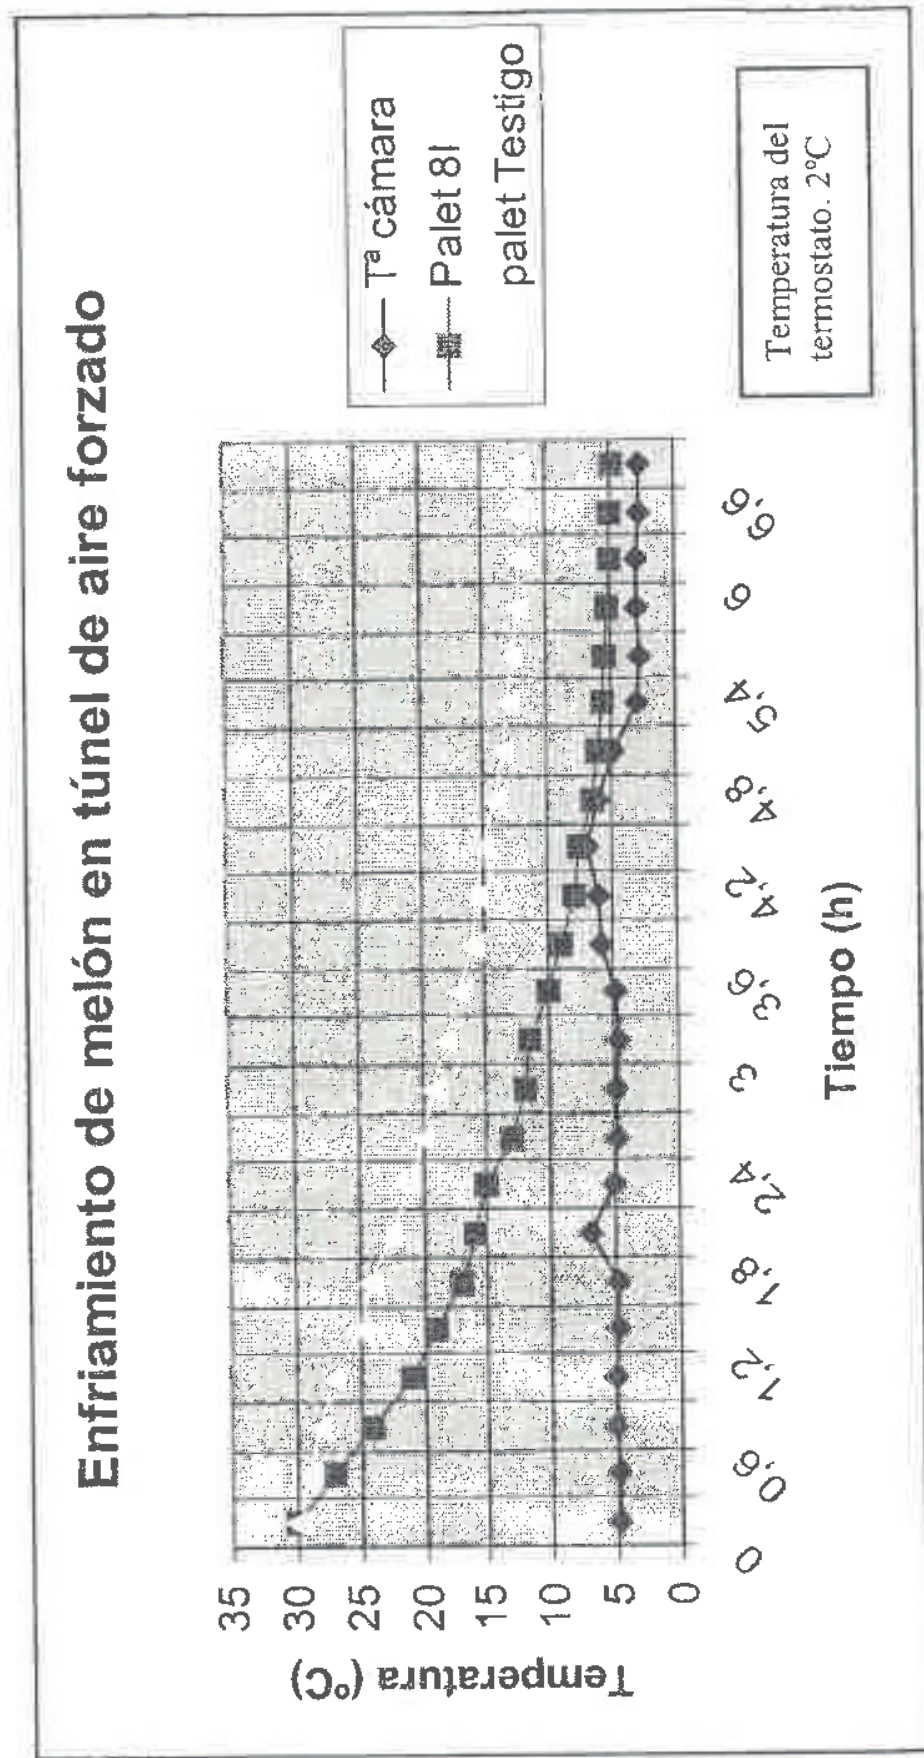 Enfriamiento de melón en túnel de aire forzado
Temperatura (ºC)
35
30
25
20
15
10
5
0
0
0,6
1,2
1,8
2,4
3
3,6
4,2
4,8
5,4
6
6,6
Tiempo (h)
Tª cámara
Palet 8I
palet Testigo
Temperatura del
termostato. 2ºC